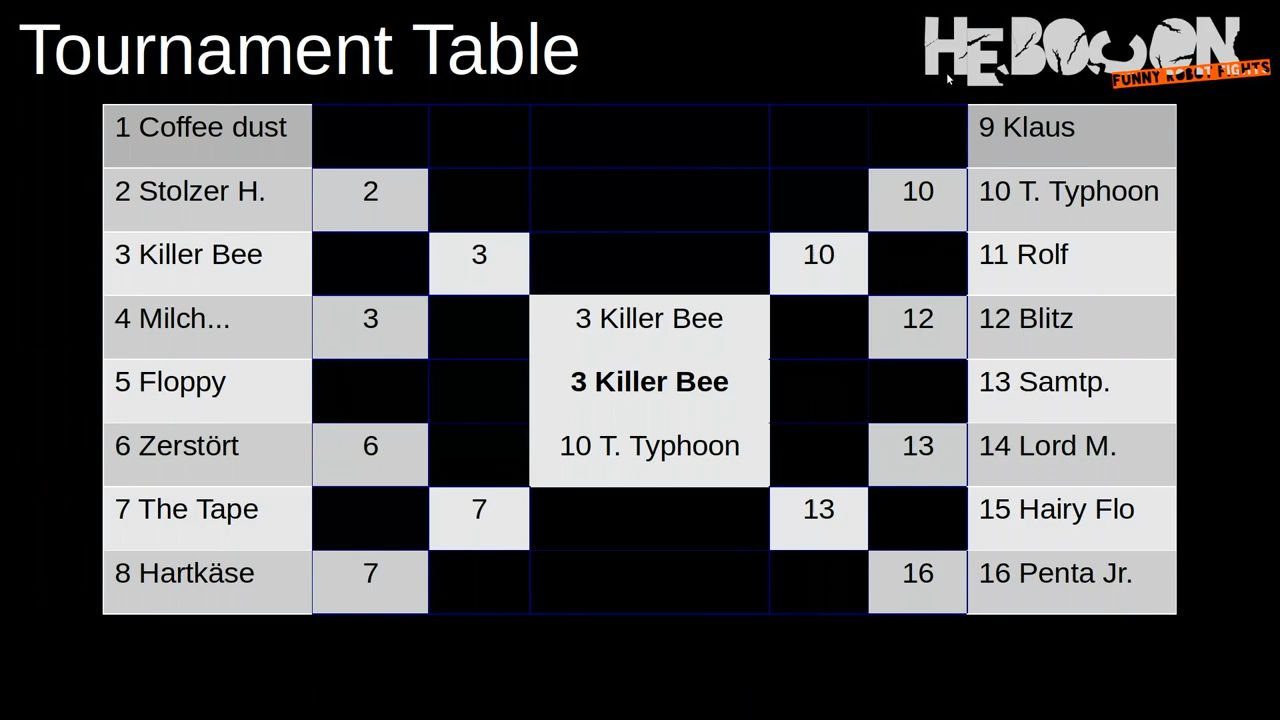 Tournament Table
HEBOCON
FUNNY ROBOT FIGHTS
1 Coffee dust 9 Klaus
2 Stolzer H. 2 10 10 T. Typhoon
3 Killer Bee 3 10 11 Rolf
4 Milch... 3 3 Killer Bee 12 12 Blitz
5 Floppy 3 Killer Bee 13 Samtp.
6 Zerstört 6 10 T. Typhoon 13 14 Lord M.
7 The Tape 7 13 15 Hairy Flo
8 Hartkäse 7 16 16 Penta Jr.